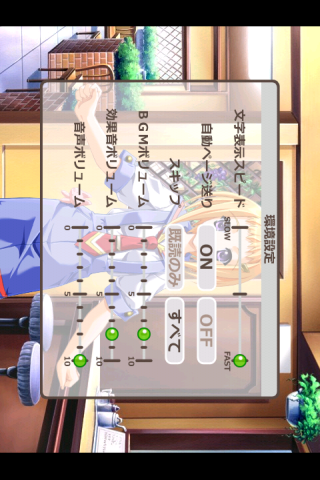 環境設定
文字表示スピード SLOW FAST
自動ページ送り ON OFF
スキップ 既読のみ すべて
BGMボリューム 0 5 10
効果音ボリューム 0 5 10
音声ボリューム 0 5 10